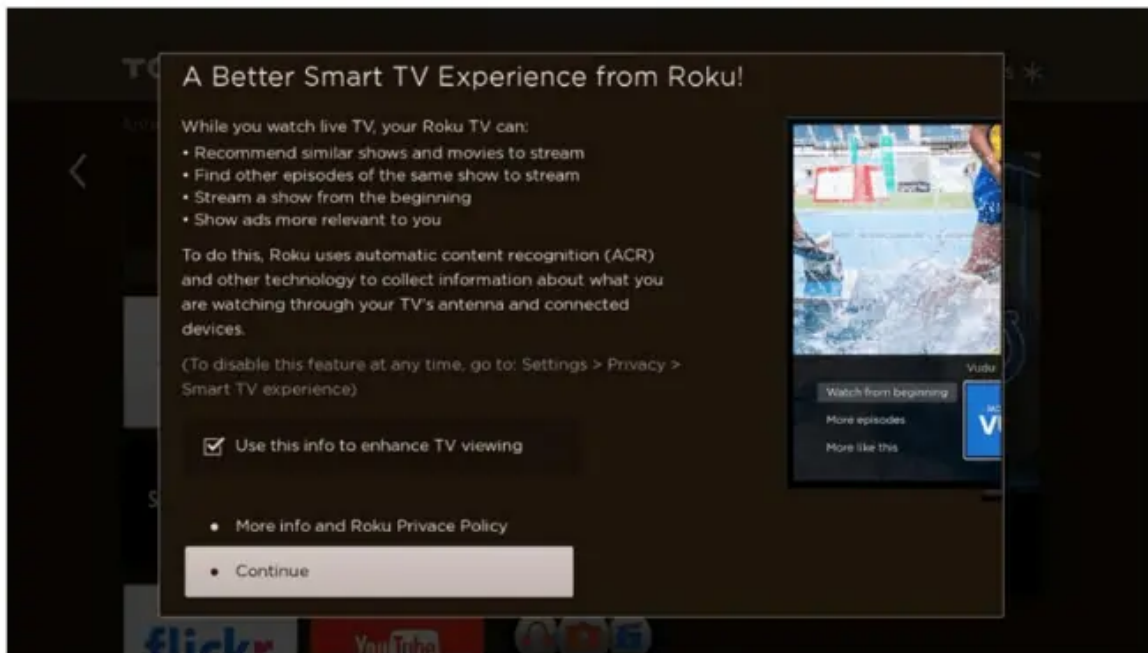 A Better Smart TV Experience from Roku!
While you watch live TV, your Roku TV can:
• Recommend similar shows and movies to stream
• Find other episodes of the same show to stream
• Stream a show from the beginning
• Show ads more relevant to you
To do this, Roku uses automatic content recognition (ACR)
and other technology to collect information about what you
are watching through your TV's antenna and connected
devices.
(To disable this feature at any time, go to: Settings > Privacy >
Smart TV experience)
Use this info to enhance TV viewing
• More info and Roku Privace Policy
• Continue
Vudu
Watch from beginning
More episodes
More like this
flickr
YouTube